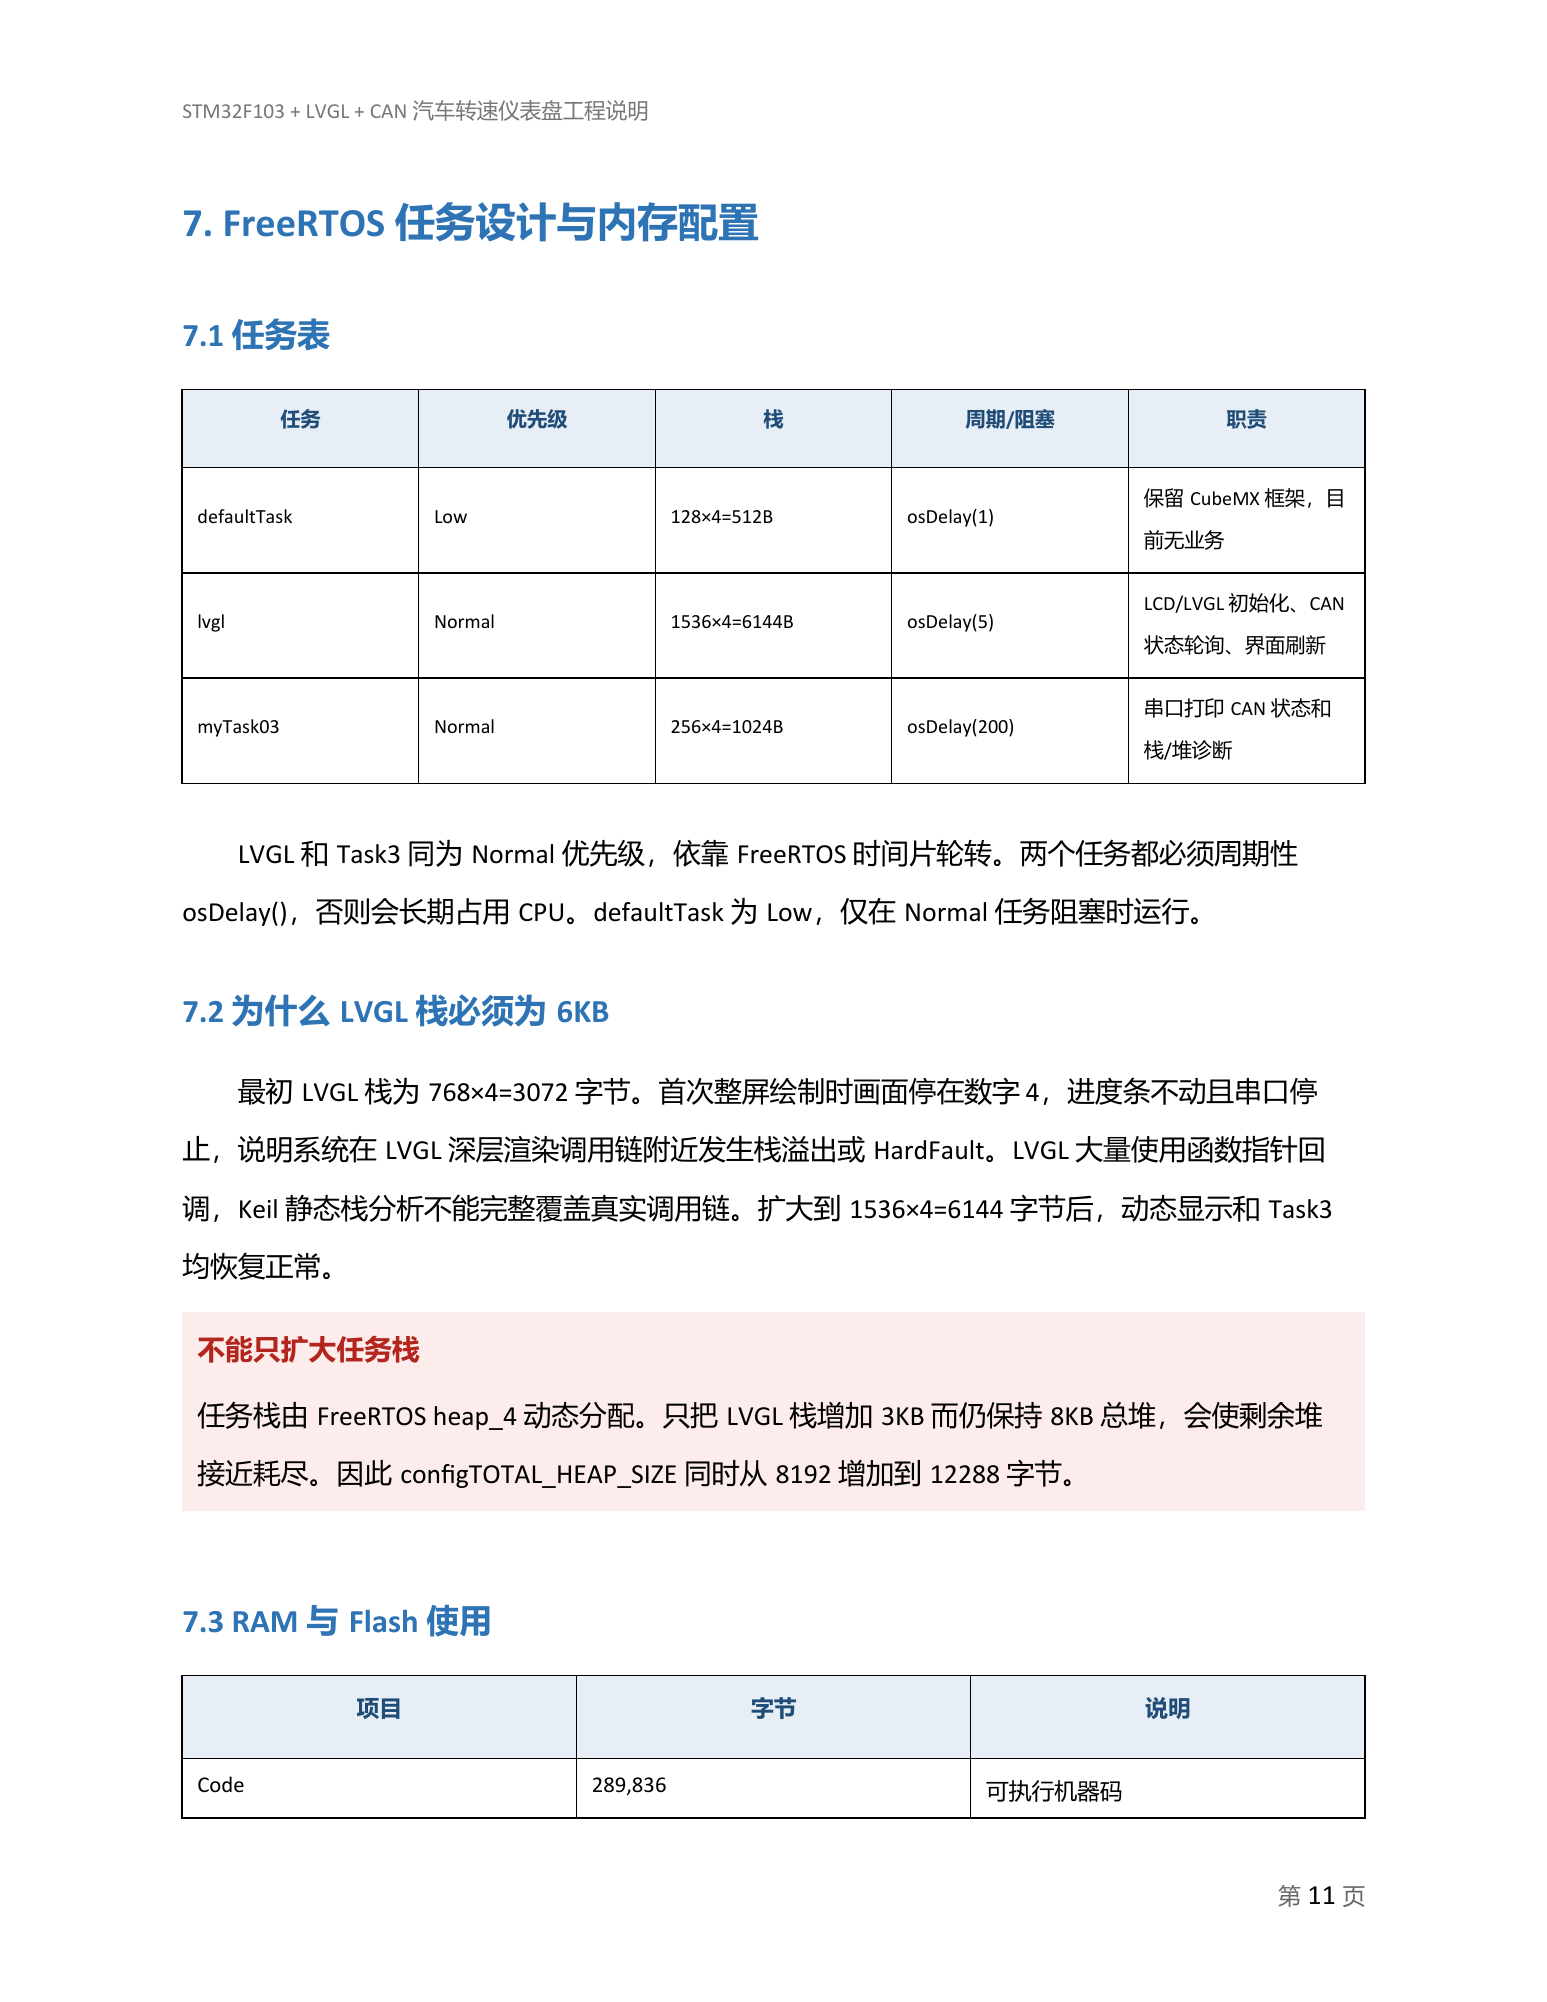 STM32F103 + LVGL + CAN 汽车转速仪表盘工程说明
7. FreeRTOS 任务设计与内存配置
7.1 任务表
任务 优先级 栈 周期/阻塞 职责
defaultTask Low 128×4=512B osDelay(1) 保留 CubeMX 框架，目
前无业务
lvgl Normal 1536×4=6144B osDelay(5) LCD/LVGL 初始化、CAN
状态轮询、界面刷新
myTask03 Normal 256×4=1024B osDelay(200) 串口打印 CAN 状态和
栈/堆诊断
LVGL 和 Task3 同为 Normal 优先级，依靠 FreeRTOS 时间片轮转。两个任务都必须周期性
osDelay()，否则会长期占用 CPU。defaultTask 为 Low，仅在 Normal 任务阻塞时运行。
7.2 为什么 LVGL 栈必须为 6KB
最初 LVGL 栈为 768×4=3072 字节。首次整屏绘制时画面停在数字 4，进度条不动且串口停
止，说明系统在 LVGL 深层渲染调用链附近发生栈溢出或 HardFault。LVGL 大量使用函数指针回
调，Keil 静态栈分析不能完整覆盖真实调用链。扩大到 1536×4=6144 字节后，动态显示和 Task3
均恢复正常。
不能只扩大任务栈
任务栈由 FreeRTOS heap_4 动态分配。只把 LVGL 栈增加 3KB 而仍保持 8KB 总堆，会使剩余堆
接近耗尽。因此 configTOTAL_HEAP_SIZE 同时从 8192 增加到 12288 字节。
7.3 RAM 与 Flash 使用
项目 字节 说明
Code 289,836 可执行机器码
第 11 页